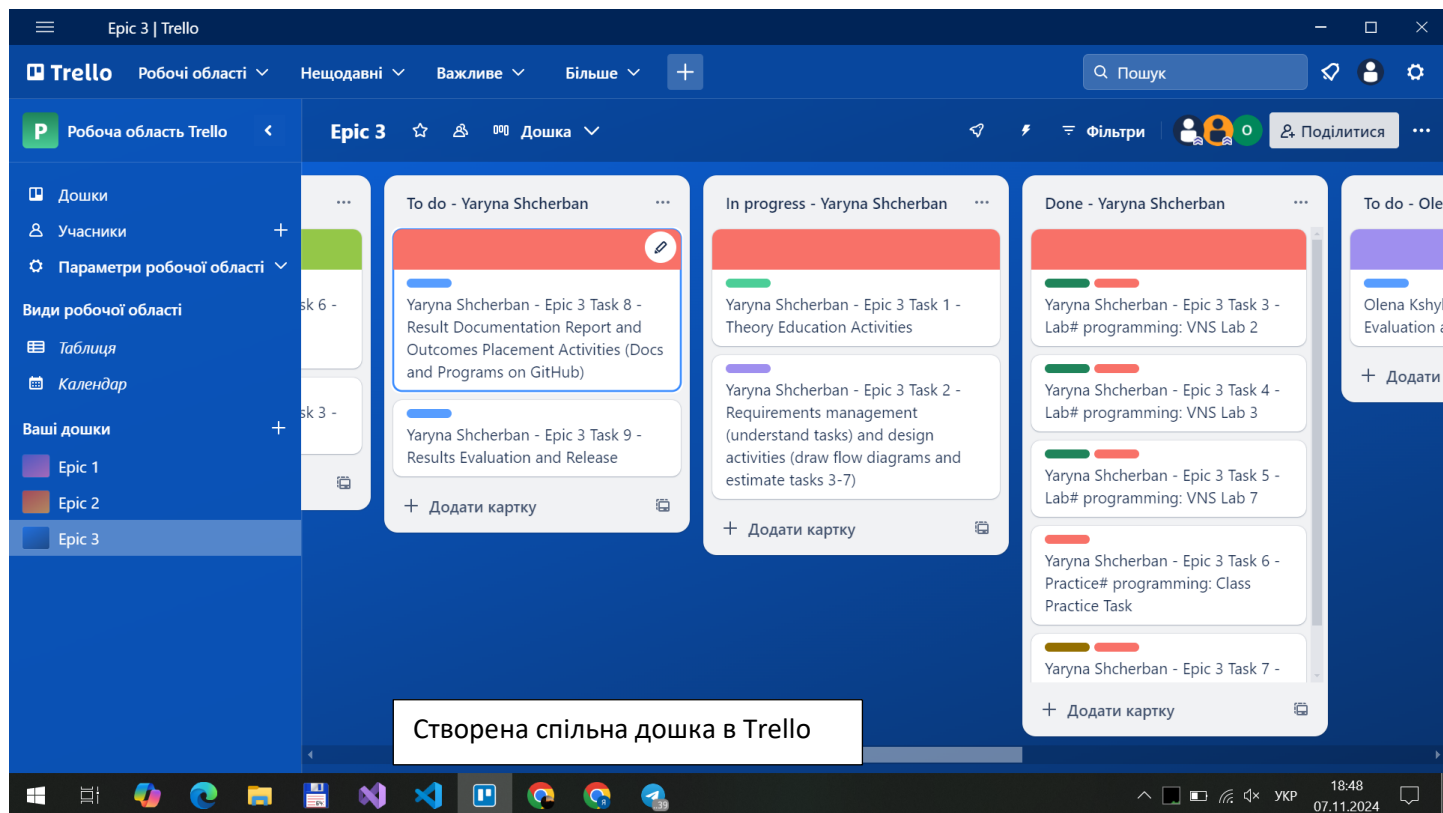 Epic 3 | Trello
Trello Робочі області Нещодавні Важливе Більше Пошук
P Робоча область Trello
Epic 3 Дошка Фільтри О Поділитися
Дошки
Учасники
Параметри робочої області
Види робочої області
Таблиця
Календар
Ваші дошки
Epic 1
Epic 2
Epic 3
sk 6 -
sk 3 -
To do - Yaryna Shcherban
Yaryna Shcherban - Epic 3 Task 8 -
Result Documentation Report and
Outcomes Placement Activities (Docs
and Programs on GitHub)
Yaryna Shcherban - Epic 3 Task 9 -
Results Evaluation and Release
Додати картку
In progress - Yaryna Shcherban
Yaryna Shcherban - Epic 3 Task 1 -
Theory Education Activities
Yaryna Shcherban - Epic 3 Task 2 -
Requirements management
(understand tasks) and design
activities (draw flow diagrams and
estimate tasks 3-7)
Додати картку
Done - Yaryna Shcherban
Yaryna Shcherban - Epic 3 Task 3 -
Lab# programming: VNS Lab 2
Yaryna Shcherban - Epic 3 Task 4 -
Lab# programming: VNS Lab 3
Yaryna Shcherban - Epic 3 Task 5 -
Lab# programming: VNS Lab 7
Yaryna Shcherban - Epic 3 Task 6 -
Practice# programming: Class
Practice Task
Yaryna Shcherban - Epic 3 Task 7 -
Додати картку
To do - Ole
Olena Kshy
Evaluation
Додати
Створена спільна дошка в Trello
39
УКР
18:48
07.11.2024